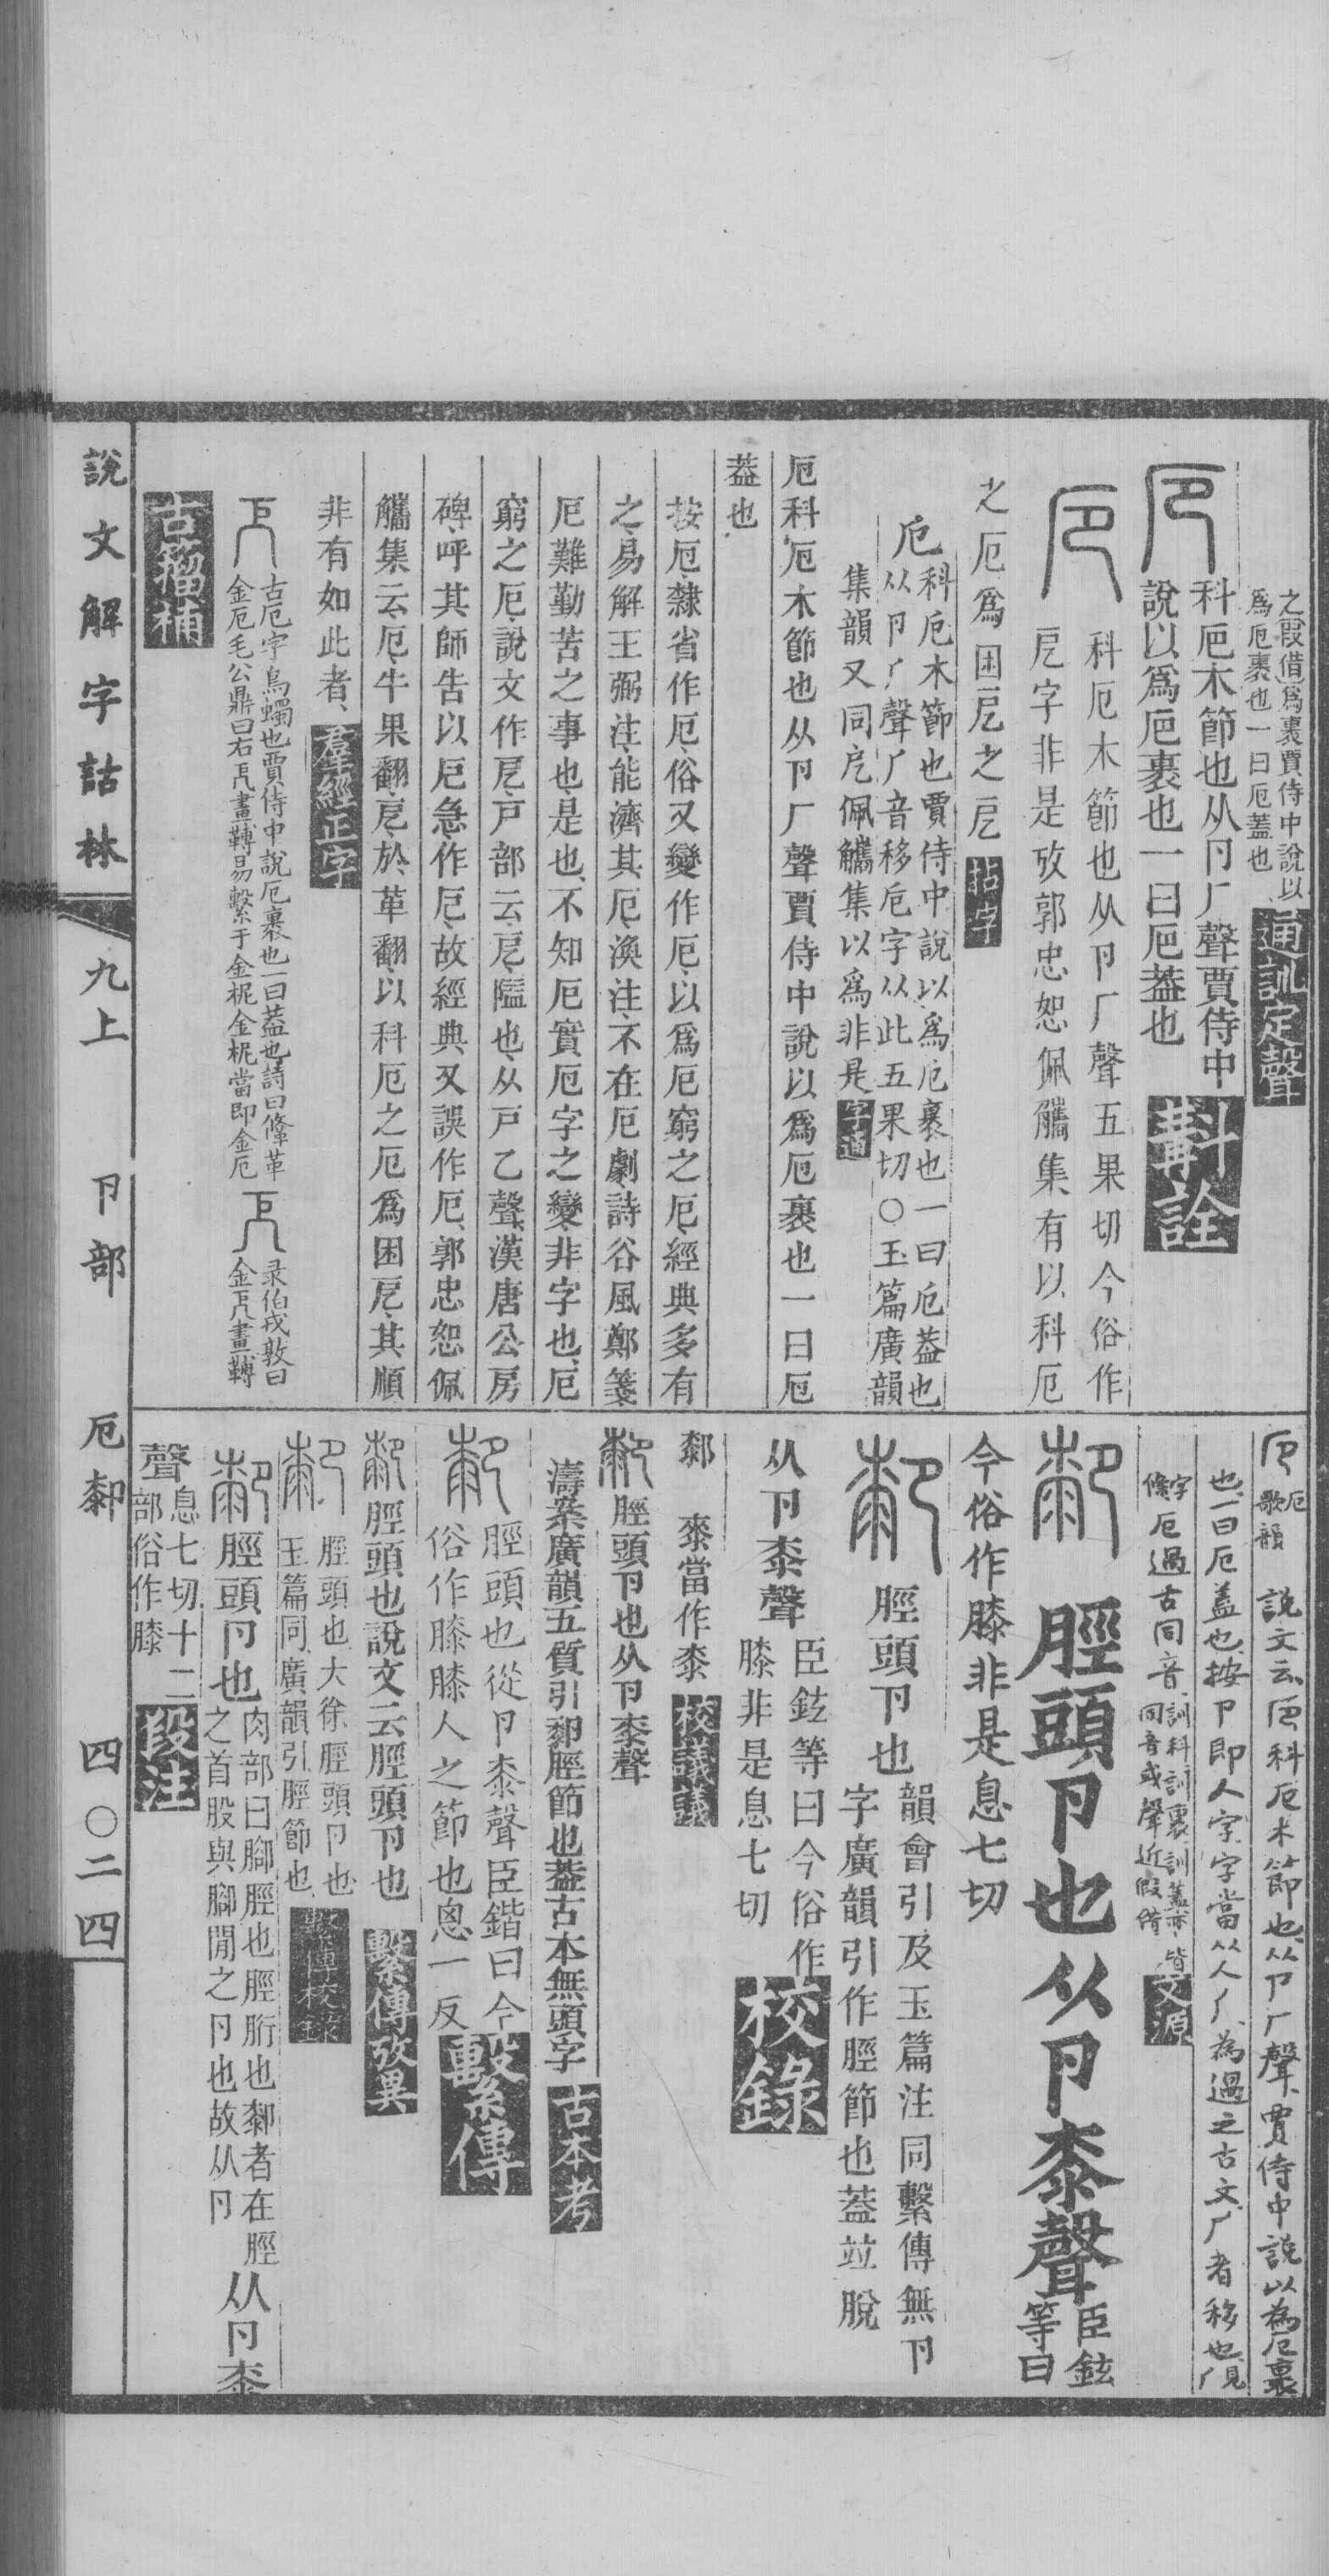 之叚借爲裹賈侍中說以
爲厄裹也一曰厄蓋也
通訓定聲
科厄木節也从卪厂聲賈侍中
說以爲厄裹也一曰厄蓋也
斠詮
科厄木節也从卪厂聲五果切今俗作
戹字非是攷郭忠恕佩觿集有以科厄
之厄爲困戹之戹
拈字
厄科厄木節也賈侍中說以爲厄裹也一曰厄蓋也
从卪厂聲厂音移厄字从此五果切〇玉篇廣韻
集韻又同戹佩觿集以爲非是
字通
厄科厄木節也从卪厂聲賈侍中說以爲厄裹也一曰厄
蓋也
按厄隸省作厄俗又變作厄以爲厄窮之厄經典多有
之易解王弼注能濟其厄渙注不在厄劇詩谷風鄭箋
厄難勤苦之事也是也不知厄實厄字之變非字也厄
窮之厄說文作戹戶部云戹隘也从戶乙聲漢唐公房
碑呼其師告以厄急作厄故經典又誤作厄郭忠恕佩
觿集云厄牛果翻戹於革翻以科厄之厄爲困戹其順
非有如此者
羣經正字
古厄字烏蠋也賈侍中說厄裹也一曰蓋也詩曰鞗革
金厄毛公鼎曰右戹畫轉易繫于金柅金柅當即金厄
彔伯戎敦曰
金戹畫轉
古籀補
厄
歌韻
說文云厄科厄木節也从卪厂聲賈侍中說以為厄裹
也一曰厄蓋也按卪即人字字當从人厂為過之古文厂者移也見厂
字
條
厄過古同音
訓科訓裹訓蓋亦皆
同音或聲近假借
文源
厀
脛頭卪也从卪桼聲
臣鉉
等曰
今俗作膝非是息七切
脛頭卪也
韻會引及玉篇注同繫傳無卪
字廣韻引作脛節也蓋竝脫
从卪桼聲
臣鉉等曰今俗作
膝非是息七切
校錄
厀 桼當作桼
校議議
脛頭卪也从卪桼聲
濤案廣韻五質引厀脛節也蓋古本無頭字
古本考
脛頭也從卪桼聲臣鍇曰今
俗作膝膝人之節也恩一反
繫傳
脛頭也說文云脛頭卪也
繫傳攷異
脛頭也大徐脛頭卪也
玉篇同廣韻引脛節也
繫傳校錄
脛頭卪也
肉部曰腳脛也脛胻也厀者在脛
之首股與腳閒之卪也故从卪
从卪桼
聲
息七切十二
部俗作膝
段注
說文解字詁林
九上
卪部
厄厀
四〇二四